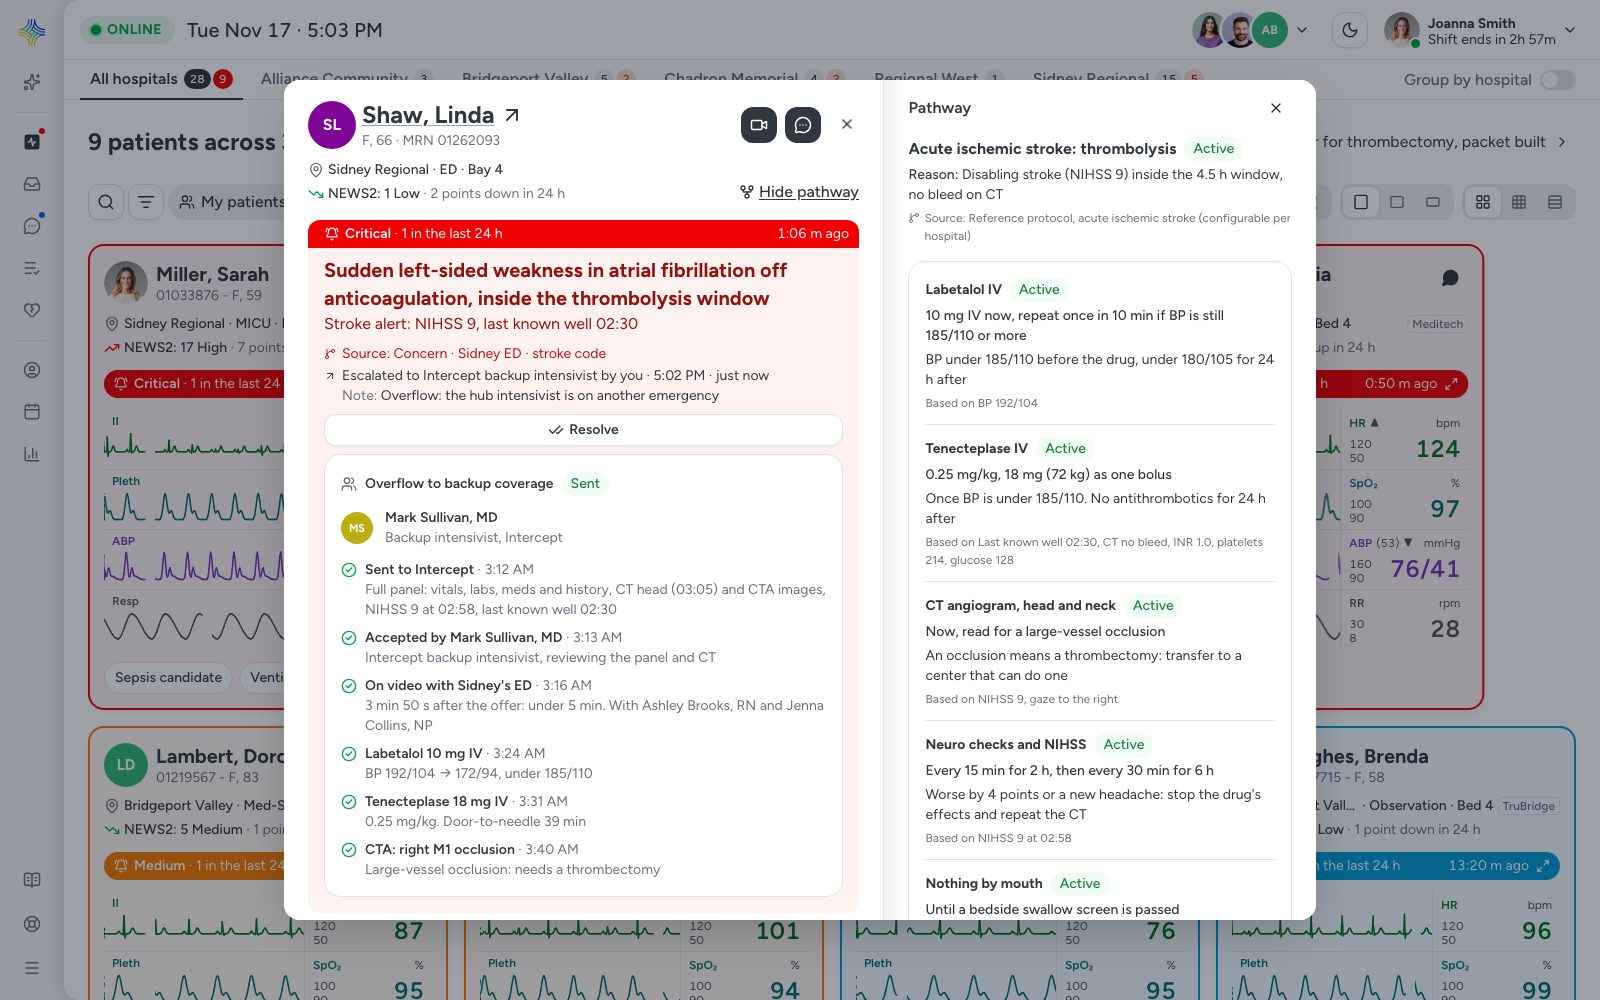 ONLINE
Tue Nov 17 · 5:03 PM
AB
Joanna Smith
Shift ends in 2h 57m
All hospitals 28 9
Alliance Community 3
Bridgeport Valley 5 2
Chadron Memorial 4 2
Regional West 1
Sidney Regional 15 5
Group by hospital
9 patients across
for thrombectomy, packet built
My patients
Miller, Sarah
01033876 - F, 59
Sidney Regional · MICU ·
NEWS2: 17 High · 7 points
Critical · 1 in the last 24
II
Pleth
ABP
Resp
Sepsis candidate
Lambert,
LD
01219567 - F, 83
Bridgeport Valley · Med-S
NEWS2: 5 Medium · 1
Medium · 1 in the last 24
II
Pleth
SL
Shaw, Linda
F, 66 · MRN 01262093
Sidney Regional · ED · Bay 4
NEWS2: 1 Low · 2 points down in 24 h
Hide pathway
Critical · 1 in the last 24 h
1:06 m ago
Sudden left-sided weakness in atrial fibrillation off
anticoagulation, inside the thrombolysis window
Stroke alert: NIHSS 9, last known well 02:30
Source: Concern · Sidney ED · stroke code
Escalated to Intercept backup intensivist by you · 5:02 PM · just now
Note: Overflow: the hub intensivist is on another emergency
Resolve
Overflow to backup coverage Sent
MS
Mark Sullivan, MD
Backup intensivist, Intercept
Sent to Intercept · 3:12 AM
Full panel: vitals, labs, meds and history, CT head (03:05) and CTA images,
NIHSS 9 at 02:58, last known well 02:30
Accepted by Mark Sullivan, MD · 3:13 AM
Intercept backup intensivist, reviewing the panel and CT
On video with Sidney's ED · 3:16 AM
3 min 50 s after the offer: under 5 min. With Ashley Brooks, RN and Jenna
Collins, NP
Labetalol 10 mg IV · 3:24 AM
BP 192/104 → 172/94, under 185/110
Tenecteplase 18 mg IV · 3:31 AM
0.25 mg/kg. Door-to-needle 39 min
CTA: right M1 occlusion · 3:40 AM
Large-vessel occlusion: needs a thrombectomy
Pathway
Acute ischemic stroke: thrombolysis Active
Reason: Disabling stroke (NIHSS 9) inside the 4.5 h window,
no bleed on CT
Source: Reference protocol, acute ischemic stroke (configurable per
hospital)
Labetalol IV Active
10 mg IV now, repeat once in 10 min if BP is still
185/110 or more
BP under 185/110 before the drug, under 180/105 for 24
h after
Based on BP 192/104
Tenecteplase IV Active
0.25 mg/kg, 18 mg (72 kg) as one bolus
Once BP is under 185/110. No antithrombotics for 24 h
after
Based on Last known well 02:30, CT no bleed, INR 1.0, platelets
214, glucose 128
CT angiogram, head and neck Active
Now, read for a large-vessel occlusion
An occlusion means a thrombectomy: transfer to a
center that can do one
Based on NIHSS 9, gaze to the right
Neuro checks and NIHSS Active
Every 15 min for 2 h, then every 30 min for 6 h
Worse by 4 points or a new headache: stop the drug's
effects and repeat the CT
Based on NIHSS 9 at 02:58
Nothing by mouth Active
Until a bedside swallow screen is passed
Bed 4
Meditech
up in 24 h
h
0:50 m ago
HR bpm
120
50
124
SpO₂ %
100
90
97
ABP (53) mmHg
160
90
76/41
RR rpm
30
8
28
Brenda
7715 - F, 58
Vall... · Observation · Bed 4
TruBridge
Low · 1 point down in 24 h
the last 24 h
13:20 m ago
HR bpm
120
50
96
SpO₂ %
100
90
99
120
50
87
SpO₂ %
100
90
95
Pleth
120
50
101
SpO₂ %
100
90
94
Pleth
120
50
76
SpO₂ %
100
90
95
Pleth